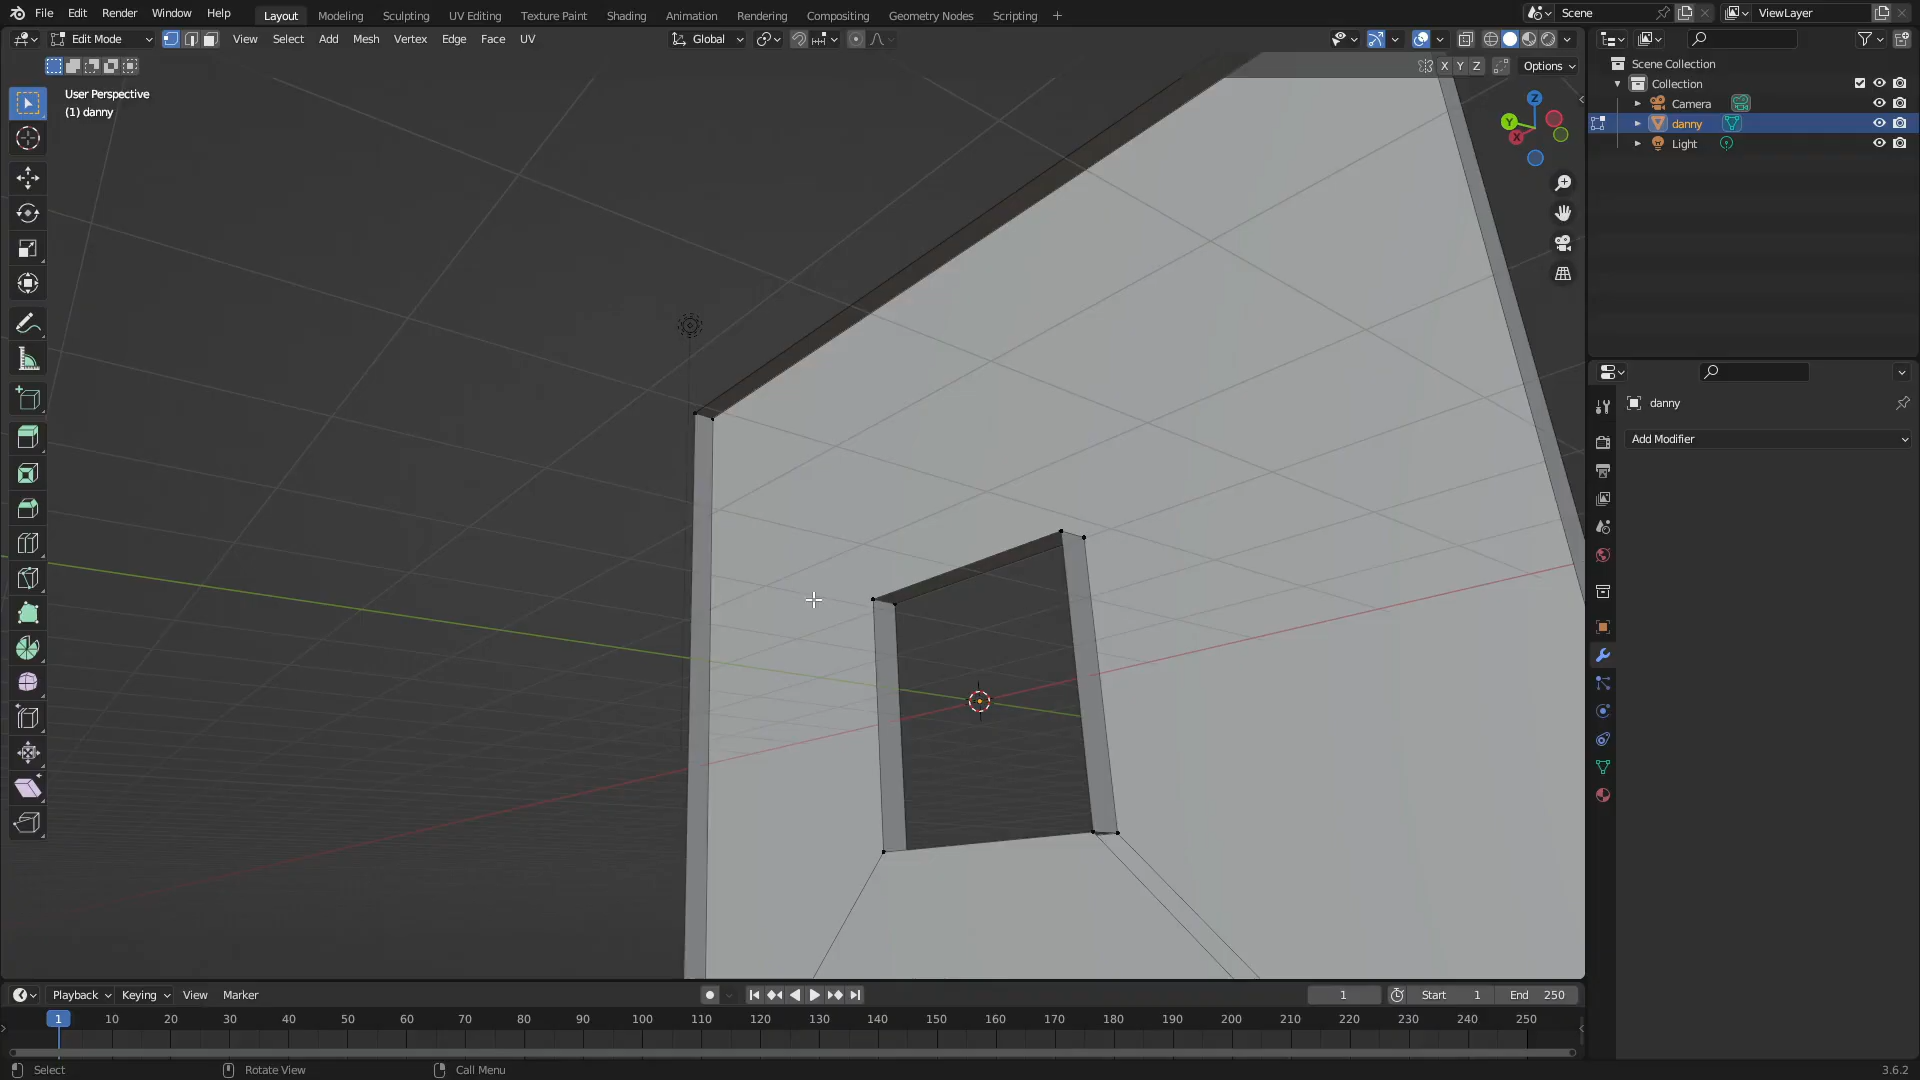 File Edit Render Window Help Layout Modeling Sculpting UV Editing Texture Paint Shading Animation Rendering Compositing Geometry Nodes Scripting + Scene ViewLayer
Edit Mode View Select Add Mesh Vertex Edge Face UV Global
X Y Z Options
User Perspective
(1) danny
Z
Y
X
Scene Collection
Collection
Camera
danny
Light
danny
Add Modifier
Playback Keying View Marker 1 Start 1 End 250
1 10 20 30 40 50 60 70 80 90 100 110 120 130 140 150 160 170 180 190 200 210 220 230 240 250
Select Rotate View Call Menu 3.6.2